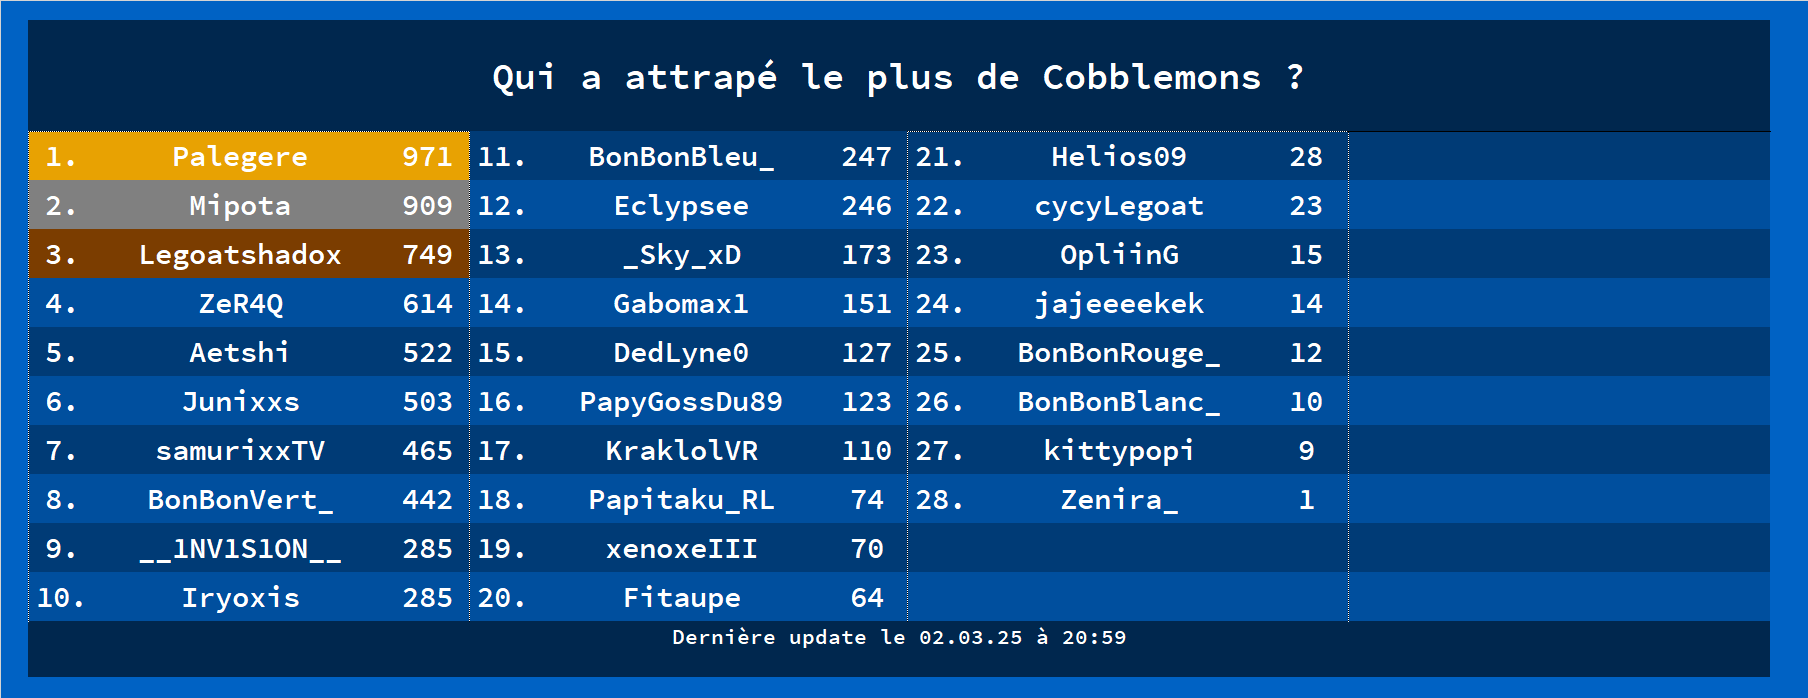 Qui a attrapé le plus de Cobblemons ?
1. Palegere 971
2. Mipota 909
3. Legoatshadox 749
4. ZeR4Q 614
5. Aetshi 522
6. Junixxs 503
7. samurixxTV 465
8. BonBonVert_ 442
9. __1NV1S1ON__ 285
10. Iryoxis 285
11. BonBonBleu_ 247
12. Eclypsee 246
13. _Sky_xD 173
14. Gabomax1 151
15. DedLyne0 127
16. PapyGossDu89 123
17. KraklolVR 110
18. Papitaku_RL 74
19. xenoxeIII 70
20. Fitaupe 64
21. Helios09 28
22. cycyLegoat 23
23. OpliinG 15
24. jajeeeekek 14
25. BonBonRouge_ 12
26. BonBonBlanc_ 10
27. kittypopi 9
28. Zenira_ 1
Dernière update le 02.03.25 à 20:59